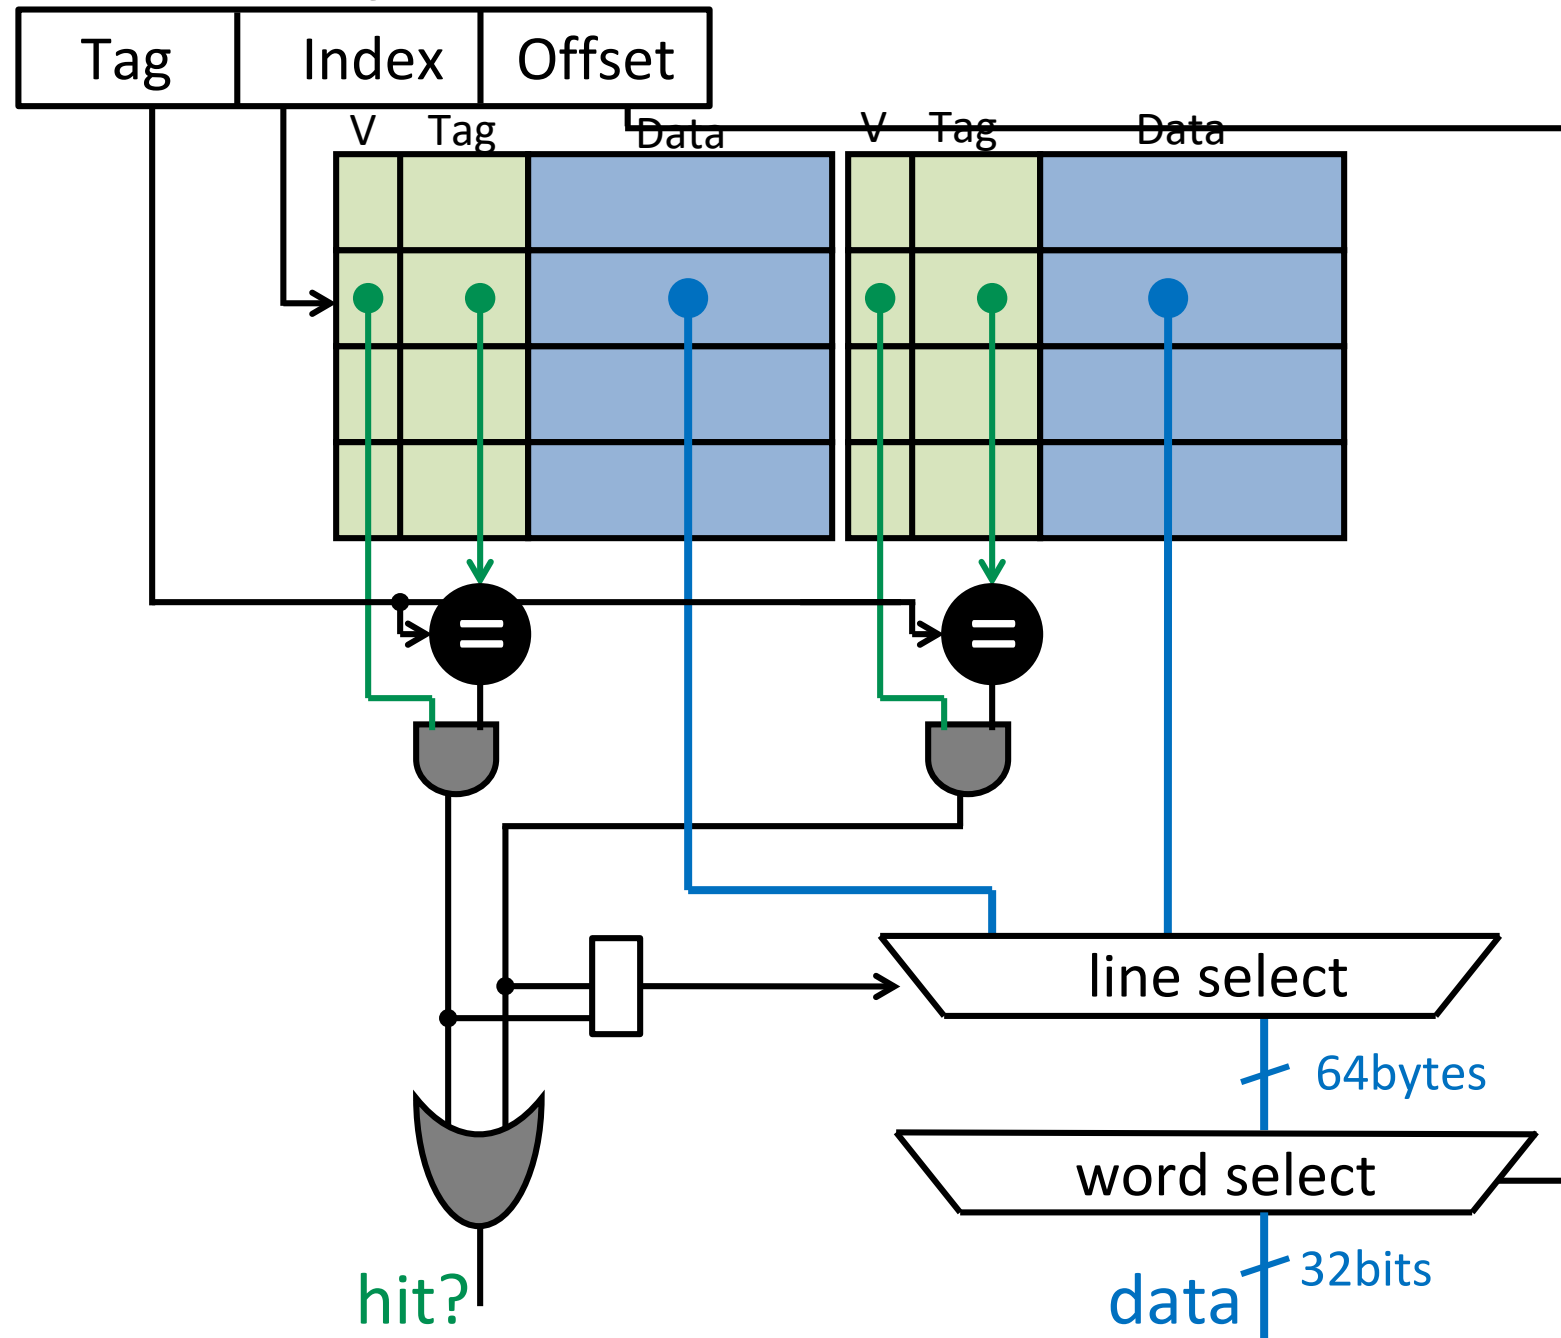 Tag Index Offset
V Tag Data V Tag Data
= =
line select
64bytes
word select
32bits
hit? data